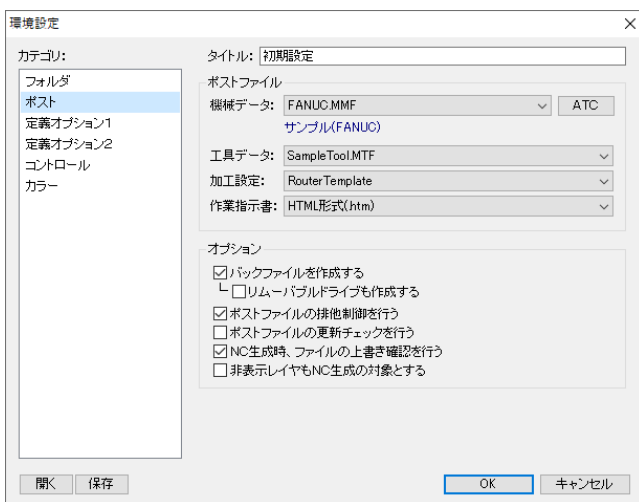 環境設定
カテゴリ:
フォルダ
ポスト
定義オプション1
定義オプション2
コントロール
カラー
タイトル: 初期設定
ポストファイル
機械データ: FANUC.MMF ATC
サンプル(FANUC)
工具データ: SampleTool.MTF
加工設定: RouterTemplate
作業指示書: HTML形式(.htm)
オプション
バックファイルを作成する
リムーバブルドライブも作成する
ポストファイルの排他制御を行う
ポストファイルの更新チェックを行う
NC生成時、ファイルの上書き確認を行う
非表示レイヤもNC生成の対象とする
開く 保存 OK キャンセル